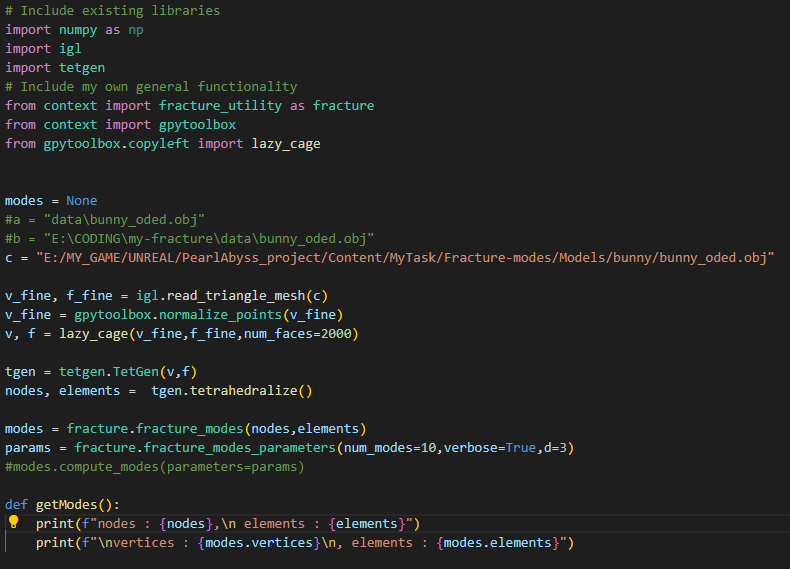 # Include existing libraries
import numpy as np
import igl
import tetgen
# Include my own general functionality
from context import fracture_utility as fracture
from context import gpytoolbox
from gpytoolbox.copyleft import lazy_cage
modes = None
#a = "data\bunny_oded.obj"
#b = "E:\CODING\my-fracture\data\bunny_oded.obj"
c = "E:/MY_GAME/UNREAL/PearlAbyss_project/Content/MyTask/Fracture-modes/Models/bunny/bunny_oded.obj"
v_fine, f_fine = igl.read_triangle_mesh(c)
v_fine = gpytoolbox.normalize_points(v_fine)
v, f = lazy_cage(v_fine,f_fine,num_faces=2000)
tgen = tetgen.TetGen(v,f)
nodes, elements =  tgen.tetrahedralize()
modes = fracture.fracture_modes(nodes,elements)
params = fracture.fracture_modes_parameters(num_modes=10,verbose=True,d=3)
#modes.compute_modes(parameters=params)
def getModes():
    print(f"nodes : {nodes},\n elements : {elements}")
    print(f"\nvertices : {modes.vertices}\n, elements : {modes.elements}")